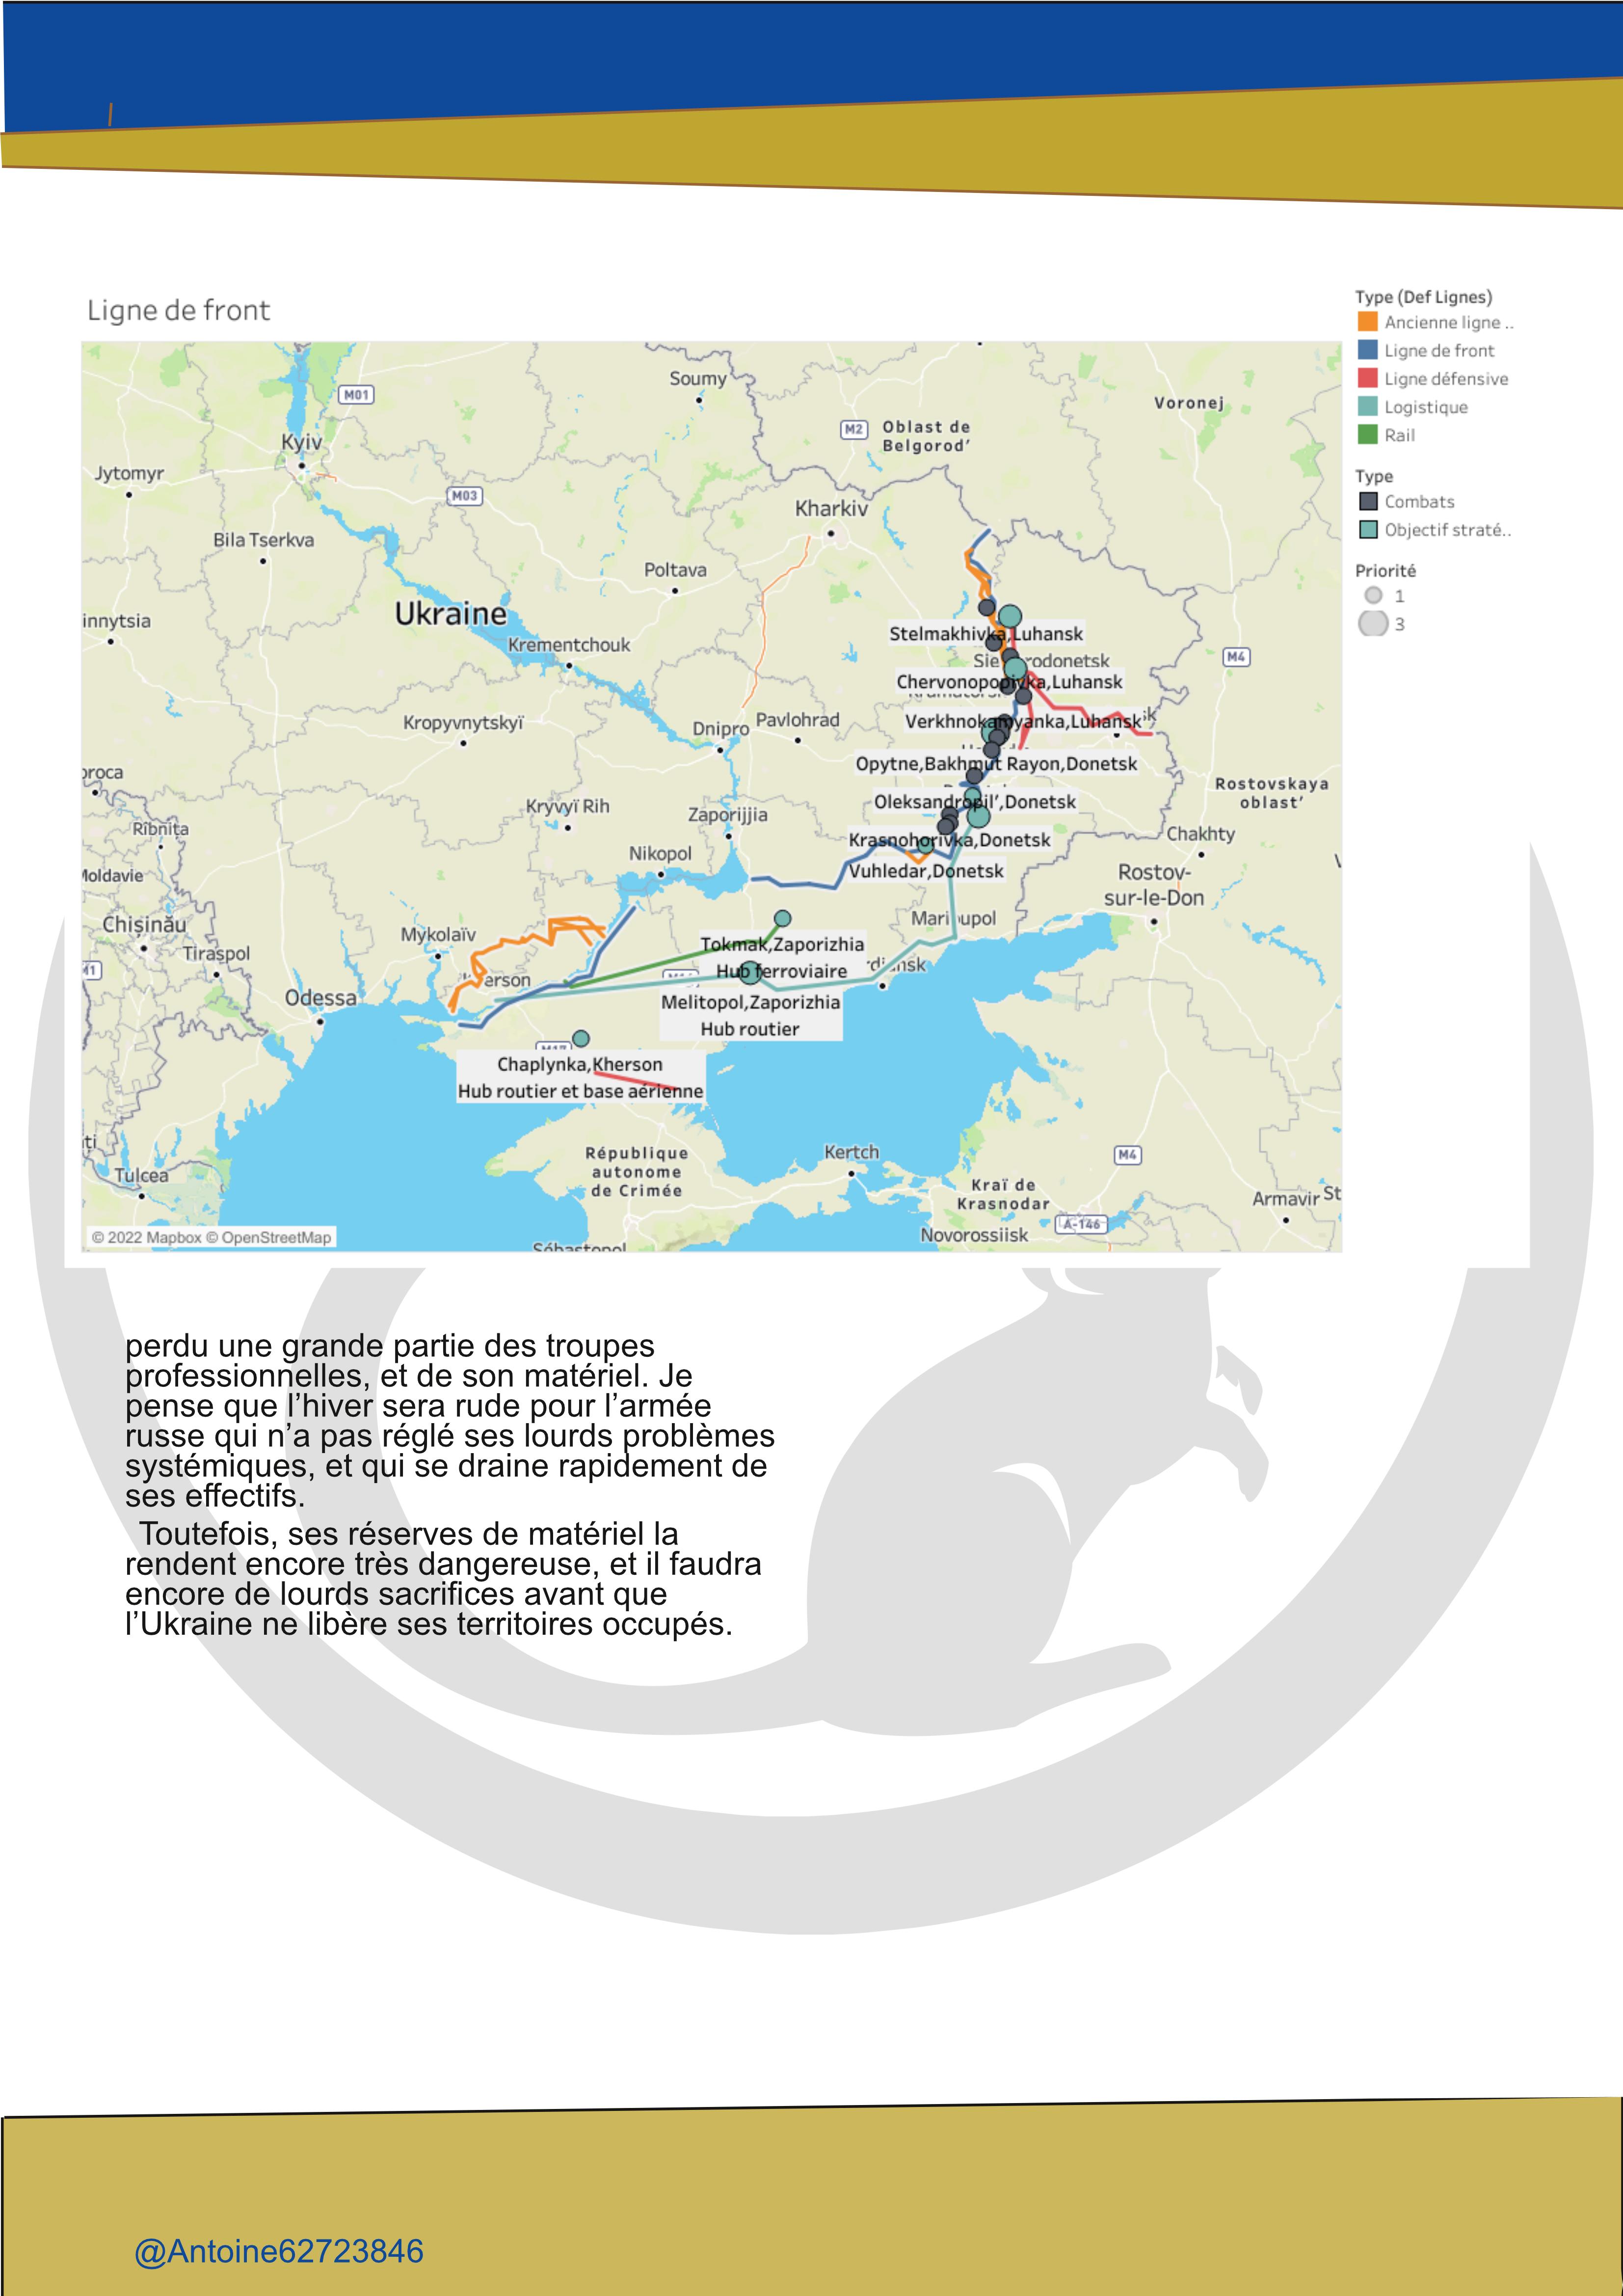 Ligne de front
Type (Def Lignes)
Ancienne ligne ..
Ligne de front
Ligne défensive
Logistique
Rail
Type
Combats
Objectif straté..
Priorité
1
3
Soumy
M01
Voronej
M2
Oblast de
Belgorod’
Kyiv
Jytomyr
M03
Kharkiv
Bila Tserkva
Poltava
Ukraine
innytsia
Stelmakhivka,Luhansk
Krementchouk
M4
Chervonopopivka,Luhansk
Kropyvnytskyï
Dnipro
Pavlohrad
Verkhnokamyanka,Luhansk
Opytne,Bakhmut Rayon,Donetsk
oroca
Rostovskaya
oblast’
Kryvyï Rih
Oleksandropil’,Donetsk
Zaporijjia
Rîbnița
Chakhty
Krasnohorivka,Donetsk
Nikopol
Moldavie
Vuhledar,Donetsk
Rostov-
sur-le-Don
Chișinău
Marioupol
Mykolaïv
Tokmak,Zaporizhia
Hub ferroviaire
Tiraspol
M1
erson
Odessa
Melitopol,Zaporizhia
Hub routier
M17
Chaplynka,Kherson
Hub routier et base aérienne
République
autonome
de Crimée
Kertch
M4
Tulcea
Kraï de
Krasnodar
Armavir
St
A-146
Novorossiisk
Sébastopol
© 2022 Mapbox © OpenStreetMap
perdu une grande partie des troupes
professionnelles, et de son matériel. Je
pense que l’hiver sera rude pour l’armée
russe qui n’a pas réglé ses lourds problèmes
systémiques, et qui se draine rapidement de
ses effectifs.
Toutefois, ses réserves de matériel la
rendent encore très dangereuse, et il faudra
encore de lourds sacrifices avant que
l’Ukraine ne libère ses territoires occupés.
@Antoine62723846